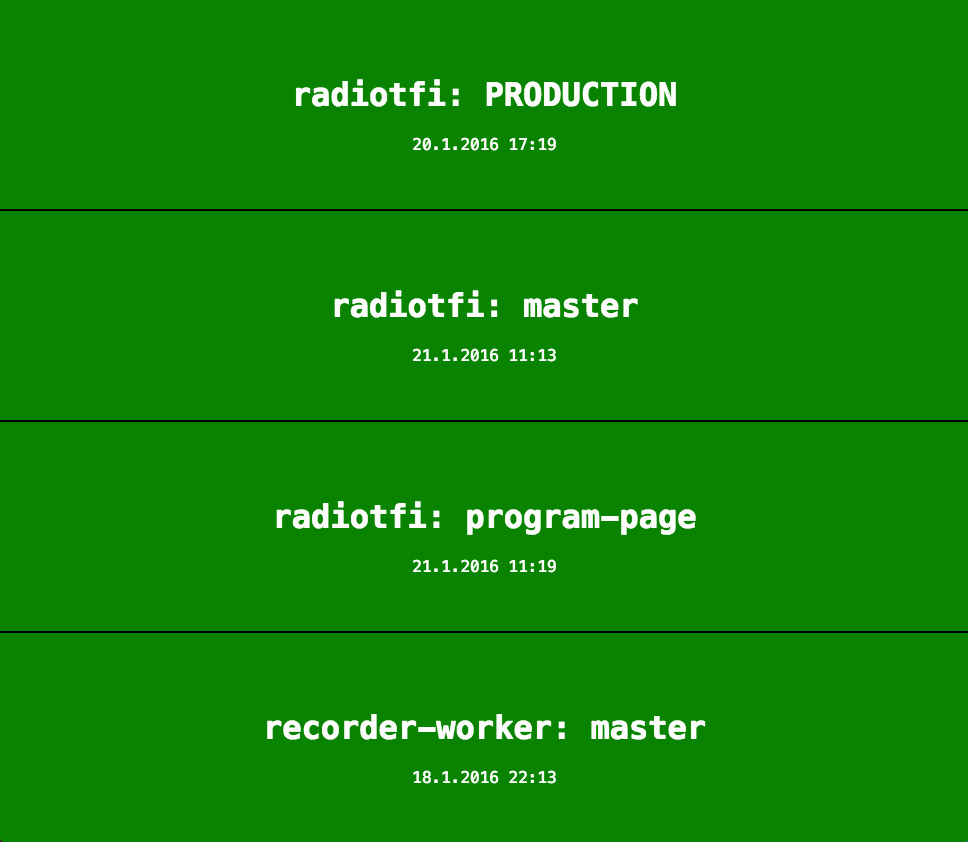 radiotfi: PRODUCTION
20.1.2016 17:19
radiotfi: master
21.1.2016 11:13
radiotfi: program-page
21.1.2016 11:19
recorder-worker: master
18.1.2016 22:13